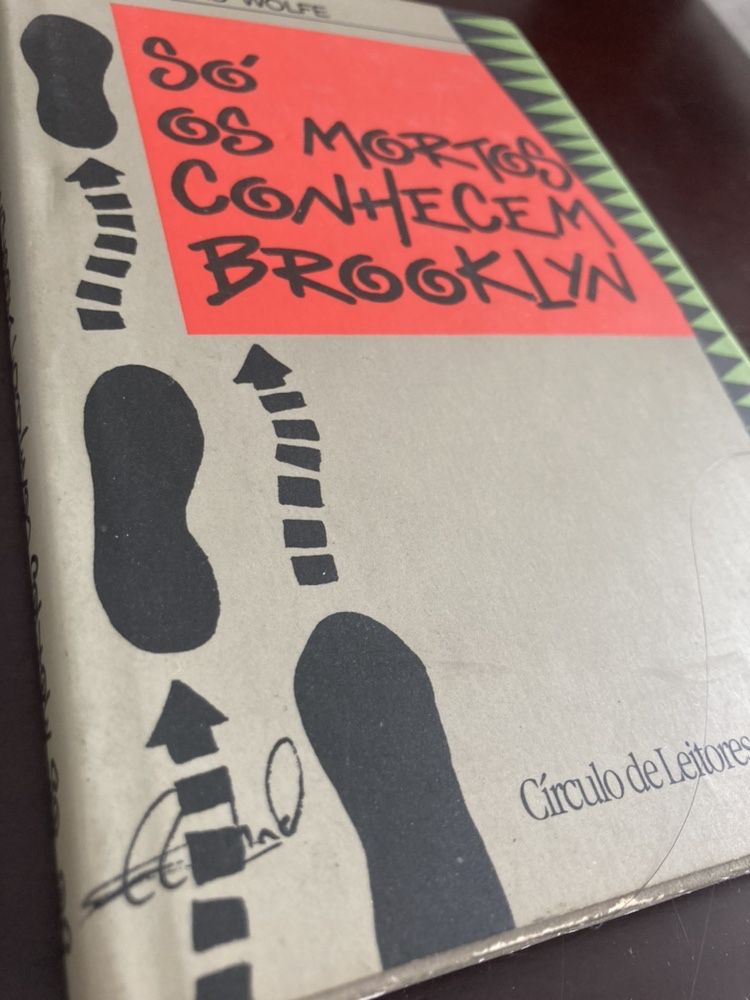 WOLFE
SÓ
OS MORTOS
CONHECEM
BROOKLYN
Círculo de Leitores